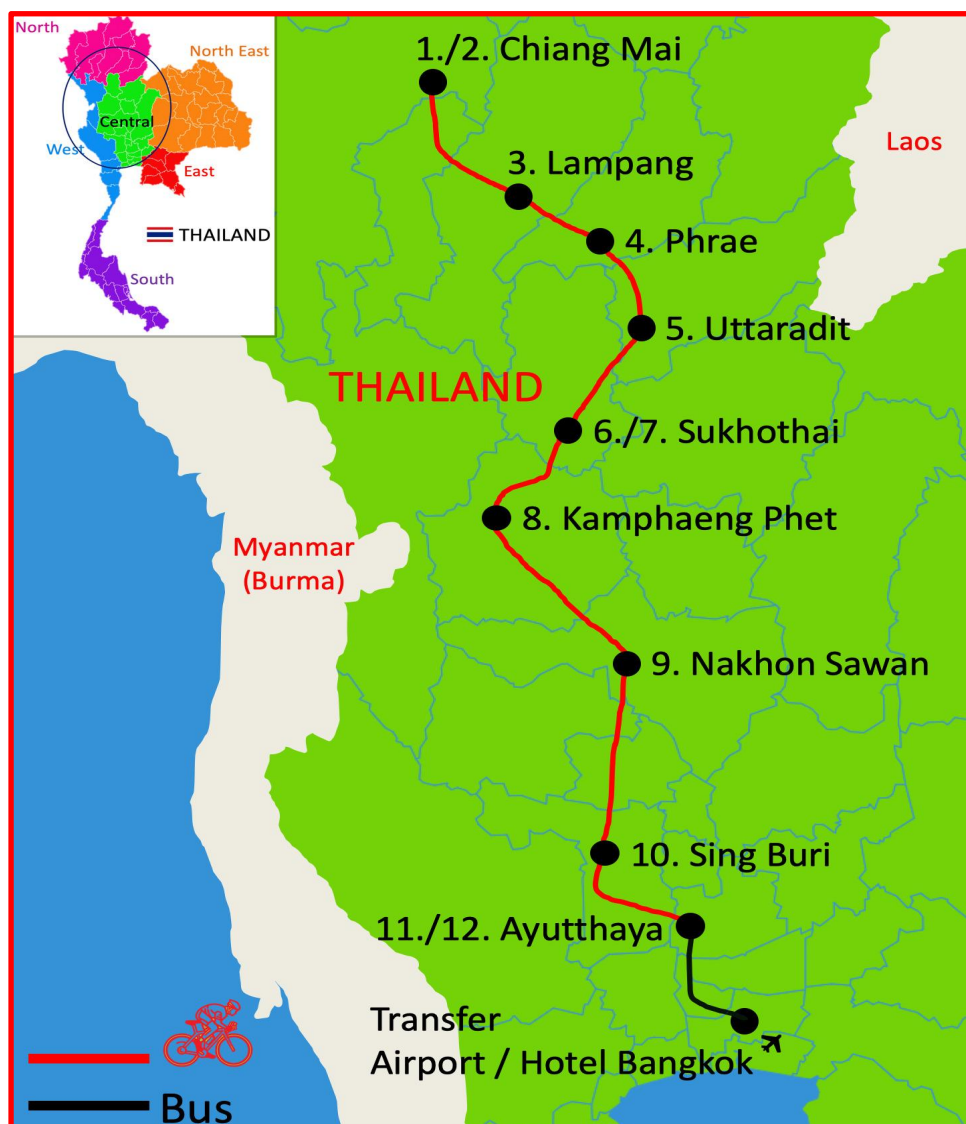 North
North East
Central
West
East
THAILAND
South
1./2. Chiang Mai
Laos
3. Lampang
4. Phrae
5. Uttaradit
THAILAND
6./7. Sukhothai
8. Kamphaeng Phet
Myanmar
(Burma)
9. Nakhon Sawan
10. Sing Buri
11./12. Ayutthaya
Transfer
Airport / Hotel Bangkok
Bus